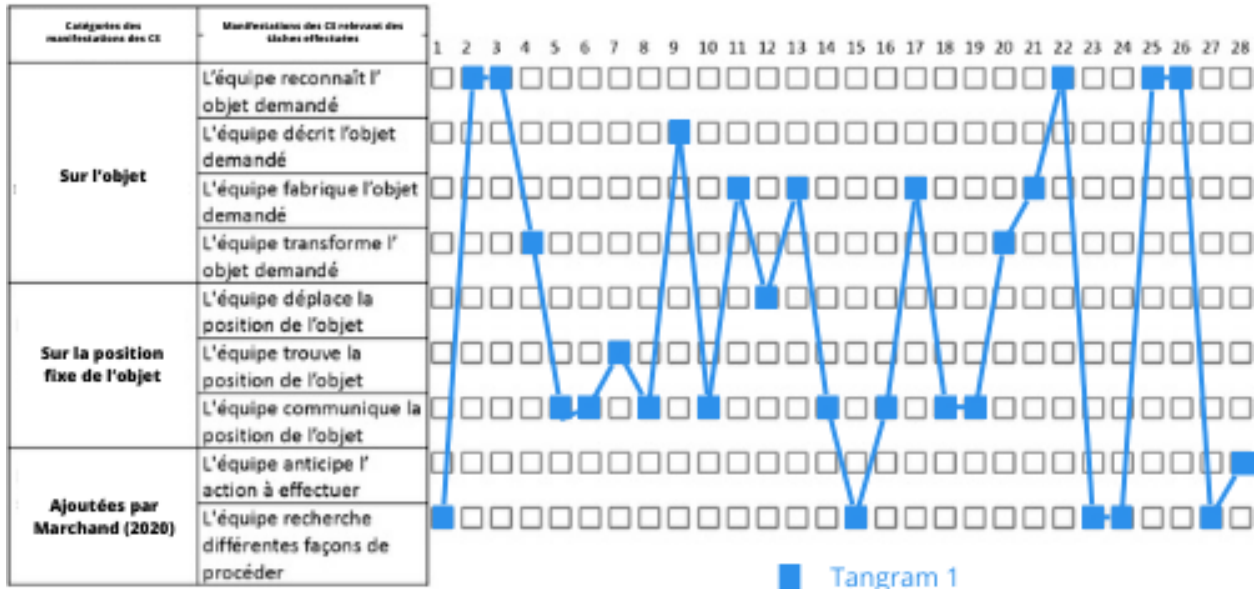 Catégories des
manifestations des CS
Manifestations des CS relevant des
tâches effectuées
1 2 3 4 5 6 7 8 9 10 11 12 13 14 15 16 17 18 19 20 21 22 23 24 25 26 27 28
Sur l'objet
L'équipe reconnaît l'
objet demandé
L'équipe décrit l'objet
demandé
L'équipe fabrique l'objet
demandé
L'équipe transforme l'
objet demandé
Sur la position
fixe de l'objet
L'équipe déplace la
position de l'objet
L'équipe trouve la
position de l'objet
L'équipe communique la
position de l'objet
Ajoutées par
Marchand (2020)
L'équipe anticipe l'
action à effectuer
L'équipe recherche
différentes façons de
procéder
Tangram 1